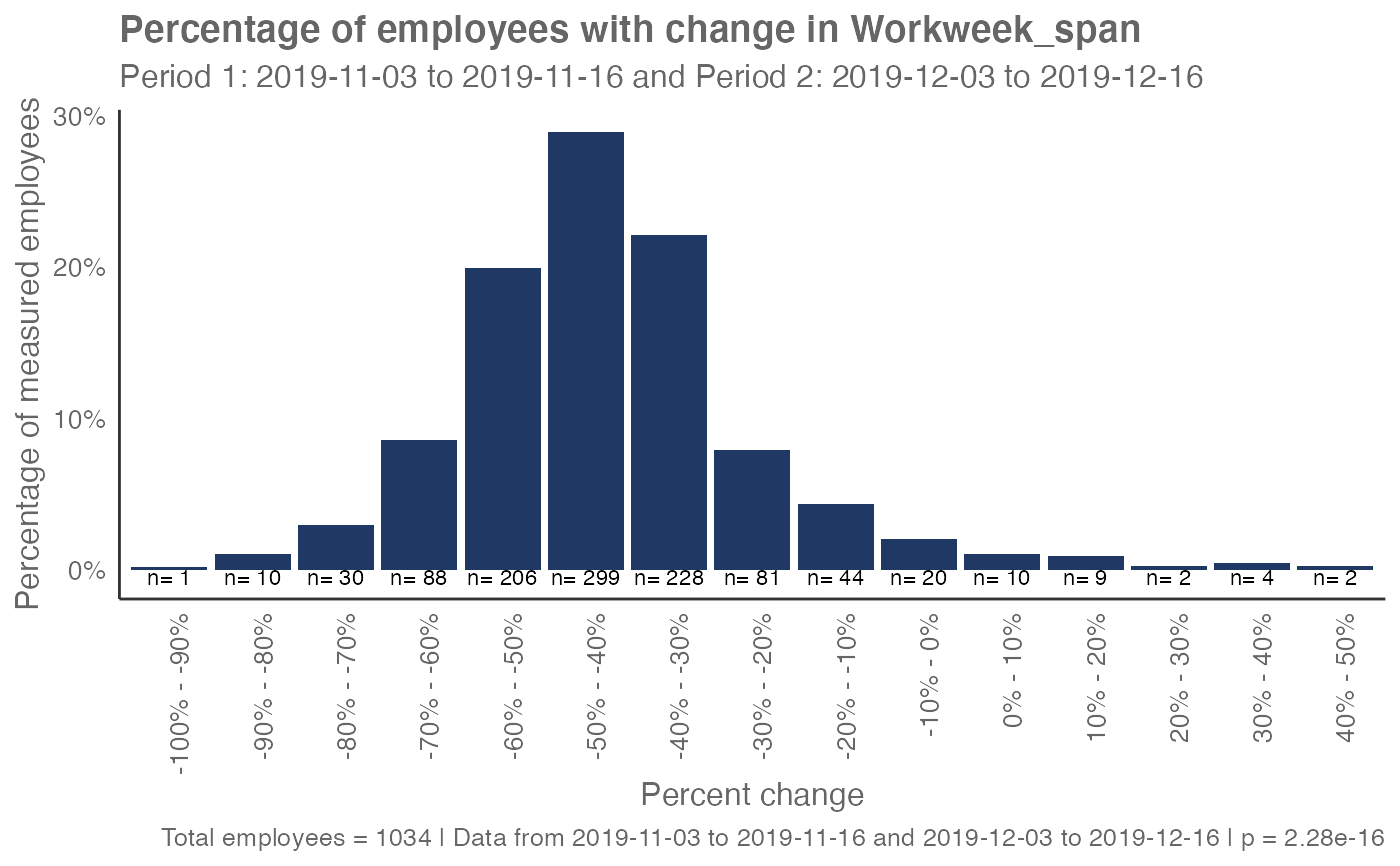 Percentage of employees with change in Workweek_span
Period 1: 2019-11-03 to 2019-11-16 and Period 2: 2019-12-03 to 2019-12-16
Percentage of measured employees
30%
20%
10%
0%
n= 1
n= 10
n= 30
n= 88
n= 206
n= 299
n= 228
n= 81
n= 44
n= 20
n= 10
n= 9
n= 2
n= 4
n= 2
-100% - -90%
-90% - -80%
-80% - -70%
-70% - -60%
-60% - -50%
-50% - -40%
-40% - -30%
-30% - -20%
-20% - -10%
-10% - 0%
0% - 10%
10% - 20%
20% - 30%
30% - 40%
40% - 50%
Percent change
Total employees = 1034 | Data from 2019-11-03 to 2019-11-16 and 2019-12-03 to 2019-12-16 | p = 2.28e-16